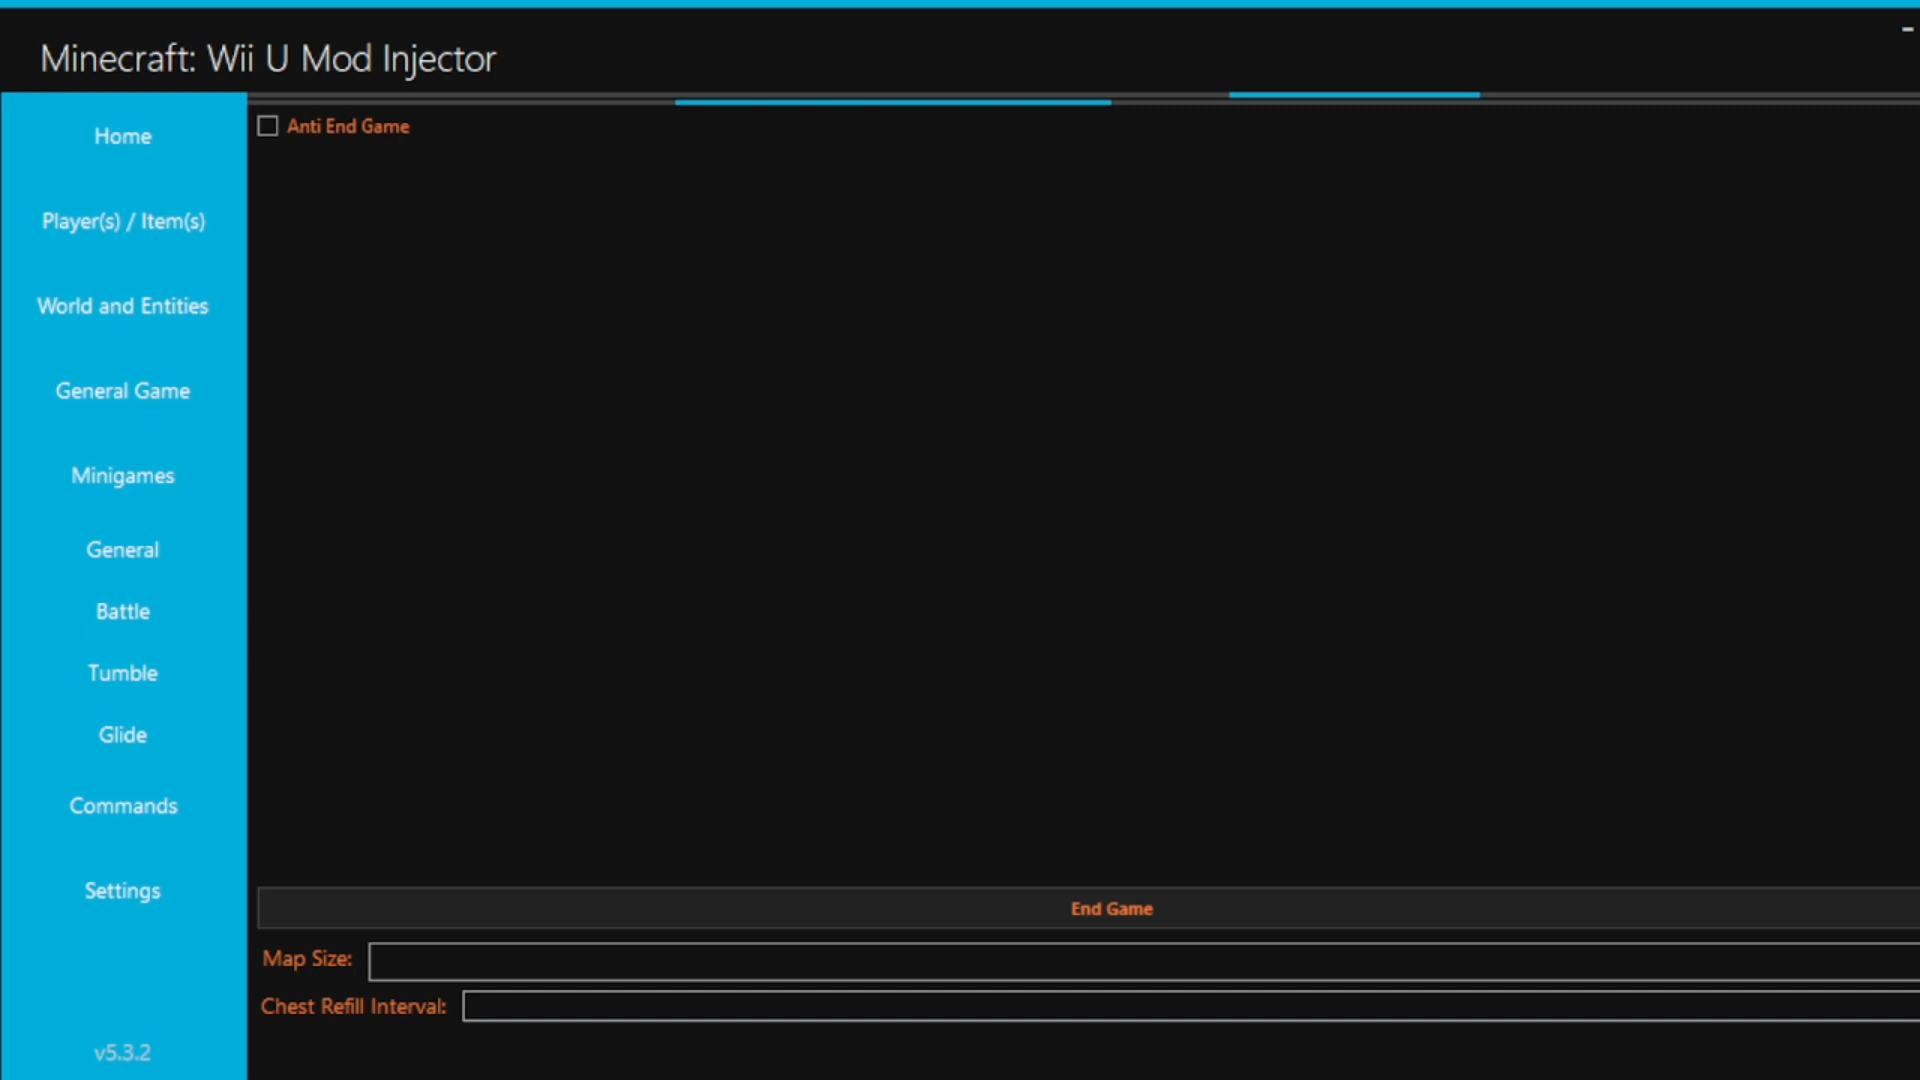 Minecraft: Wii U Mod Injector
Home
Player(s) / Item(s)
World and Entities
General Game
Minigames
General
Battle
Tumble
Glide
Commands
Settings
v5.3.2
Anti End Game
End Game
Map Size:
Chest Refill Interval: